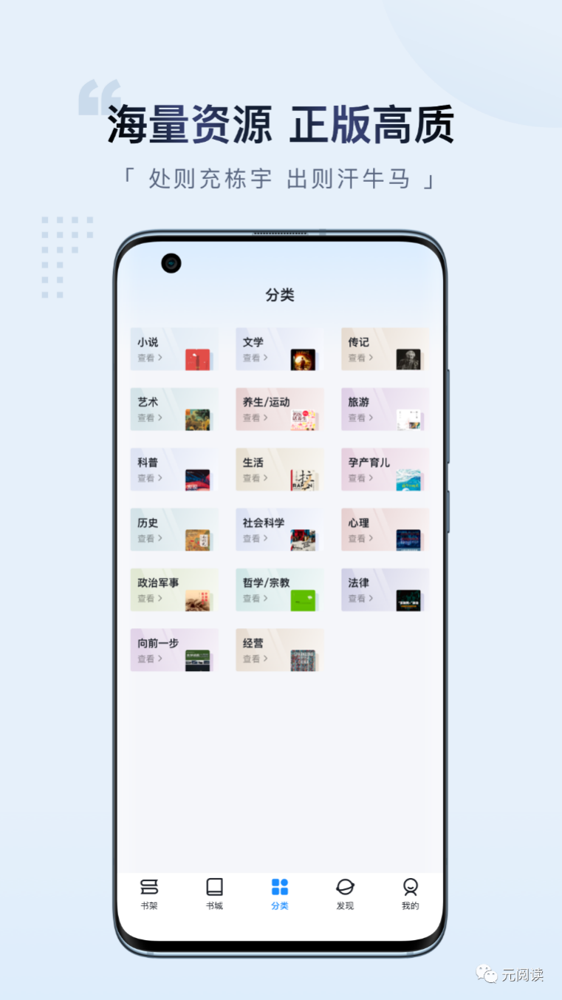 海量资源 正版高质
「 处则充栋宇 出则汗牛马 」
分类
小说 文学 传记
查看 > 查看 > 查看 >
艺术 养生/运动 旅游
查看 > 查看 > 查看 >
科普 生活 孕产育儿
查看 > 查看 > 查看 >
历史 社会科学 心理
查看 > 查看 > 查看 >
政治军事 哲学/宗教 法律
查看 > 查看 > 查看 >
向前一步 经营
查看 > 查看 >
书架 书城 分类 发现 我的
元阅读